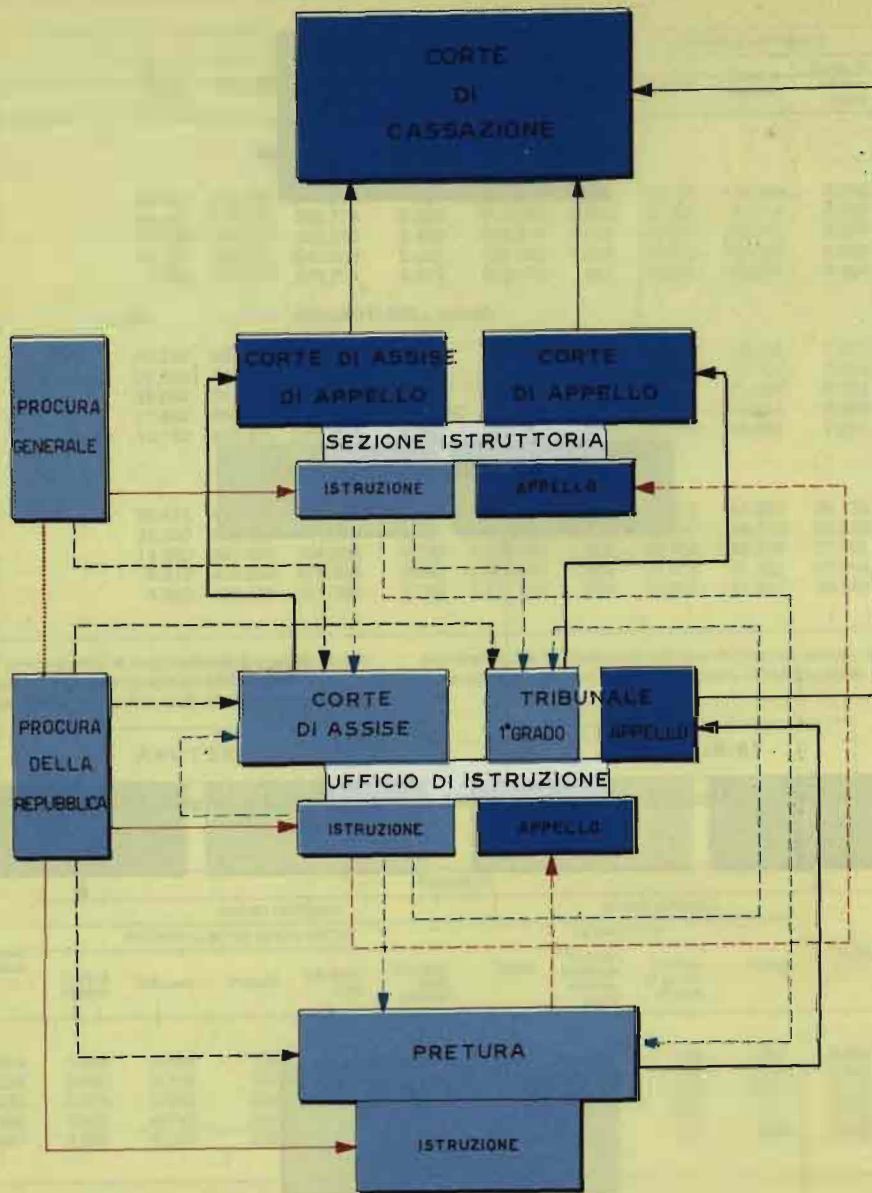 CORTE
DI
CASSAZIONE
CORTE DI ASSISE
DI APPELLO
CORTE
DI APPELLO
PROCURA
GENERALE
SEZIONE ISTRUTTORIA
ISTRUZIONE
APPELLO
PROCURA
DELLA
REPUBBLICA
CORTE
DI ASSISE
TRIBUNALE
1° GRADO
APPELLO
UFFICIO DI ISTRUZIONE
ISTRUZIONE
APPELLO
PRETURA
ISTRUZIONE